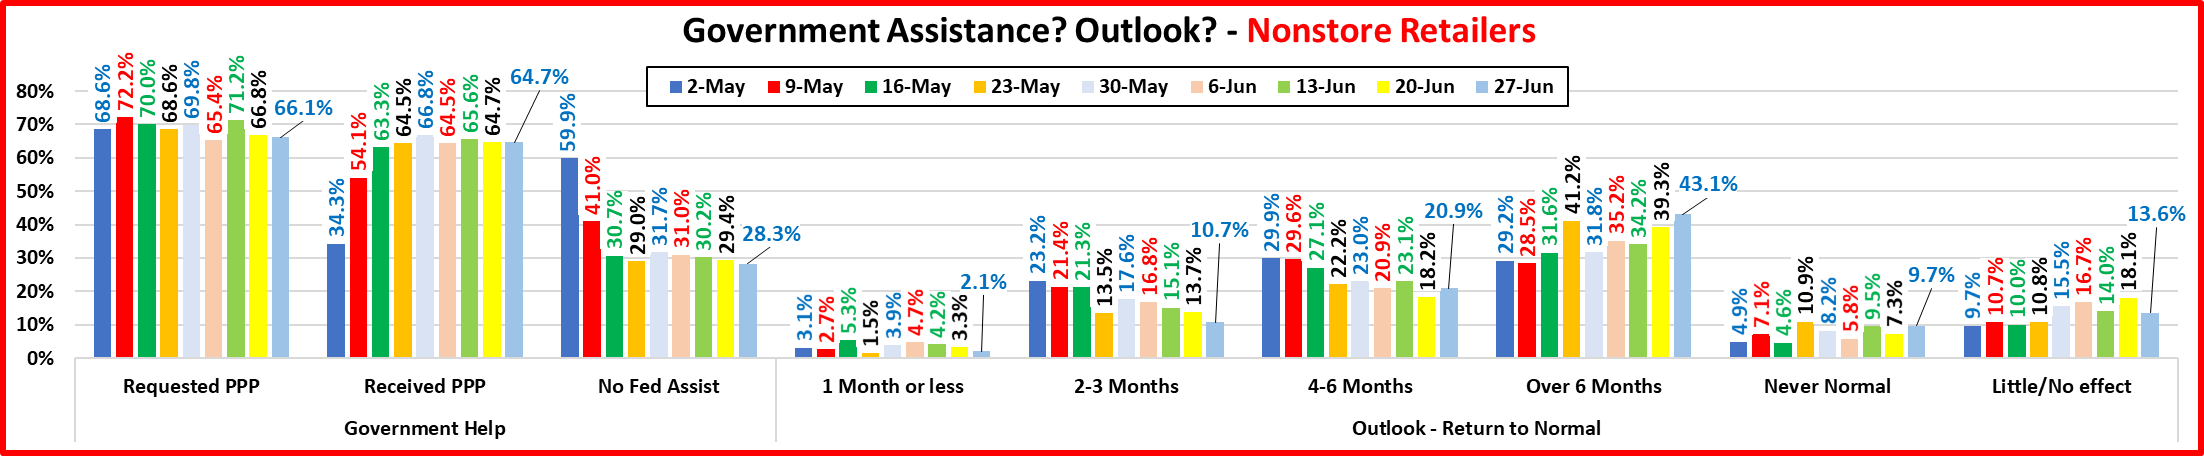 Government Assistance? Outlook? - Nonstore Retailers
2-May 9-May 16-May 23-May 30-May 6-Jun 13-Jun 20-Jun 27-Jun
80%
70%
60%
50%
40%
30%
20%
10%
0%
68.6% 72.2% 70.0% 68.6% 69.8% 65.4% 71.2% 66.8% 66.1%
34.3% 54.1% 63.3% 64.5% 66.8% 64.5% 65.6% 64.7% 64.7%
59.9% 41.0% 30.7% 29.0% 31.7% 31.0% 30.2% 29.4% 28.3%
3.1% 2.7% 5.3% 1.5% 3.9% 4.7% 4.2% 3.3% 2.1%
23.2% 21.4% 21.3% 13.5% 17.6% 16.8% 15.1% 13.7% 10.7%
29.9% 29.6% 27.1% 22.2% 23.0% 20.9% 23.1% 18.2% 20.9%
29.2% 28.5% 31.6% 41.2% 31.8% 35.2% 34.2% 39.3% 43.1%
4.9% 7.1% 4.6% 10.9% 8.2% 5.8% 9.5% 7.3% 9.7%
9.7% 10.7% 10.0% 10.8% 15.5% 16.7% 14.0% 18.1% 13.6%
Requested PPP Received PPP No Fed Assist 1 Month or less 2-3 Months 4-6 Months Over 6 Months Never Normal Little/No effect
Government Help Outlook - Return to Normal